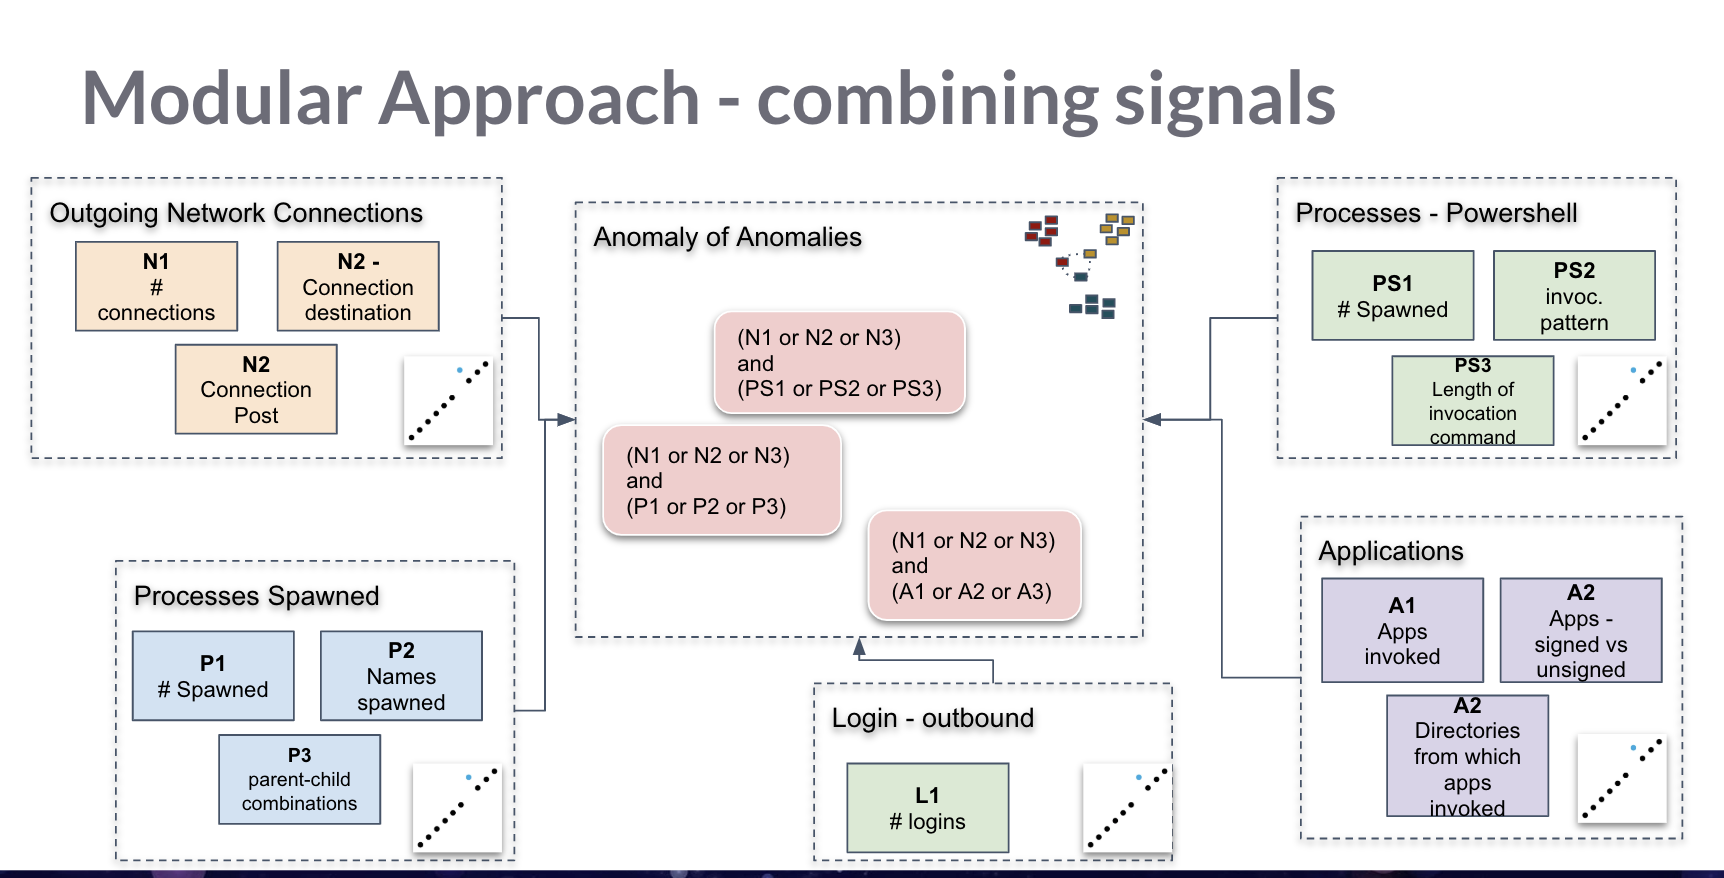 Modular Approach - combining signals
Outgoing Network Connections
N1
#
connections
N2 -
Connection
destination
N2
Connection
Post
Anomaly of Anomalies
(N1 or N2 or N3)
and
(PS1 or PS2 or PS3)
(N1 or N2 or N3)
and
(P1 or P2 or P3)
(N1 or N2 or N3)
and
(A1 or A2 or A3)
Processes - Powershell
PS1
# Spawned
PS2
invoc.
pattern
PS3
Length of
invocation
command
Processes Spawned
P1
# Spawned
P2
Names
spawned
P3
parent-child
combinations
Login - outbound
L1
# logins
Applications
A1
Apps
invoked
A2
Apps -
signed vs
unsigned
A2
Directories
from which
apps
invoked